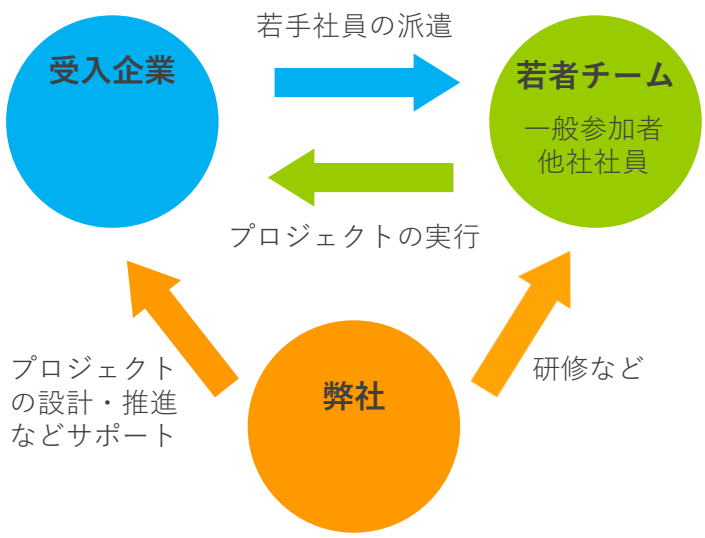 若手社員の派遣
受入企業
若者チーム
一般参加者
他社社員
プロジェクトの実行
プロジェクト
の設計・推進
などサポート
研修など
弊社